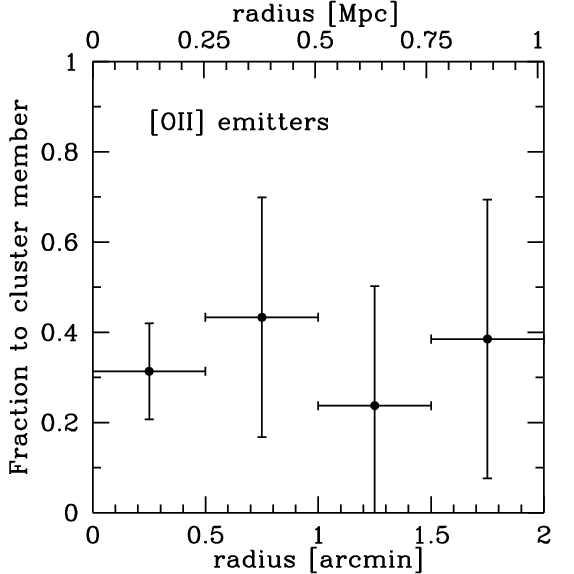 radius [Mpc]
0 0.25 0.5 0.75 1
1
[OII] emitters
0.8
0.6
0.4
0.2
0
Fraction to cluster member
0 0.5 1 1.5 2
radius [arcmin]